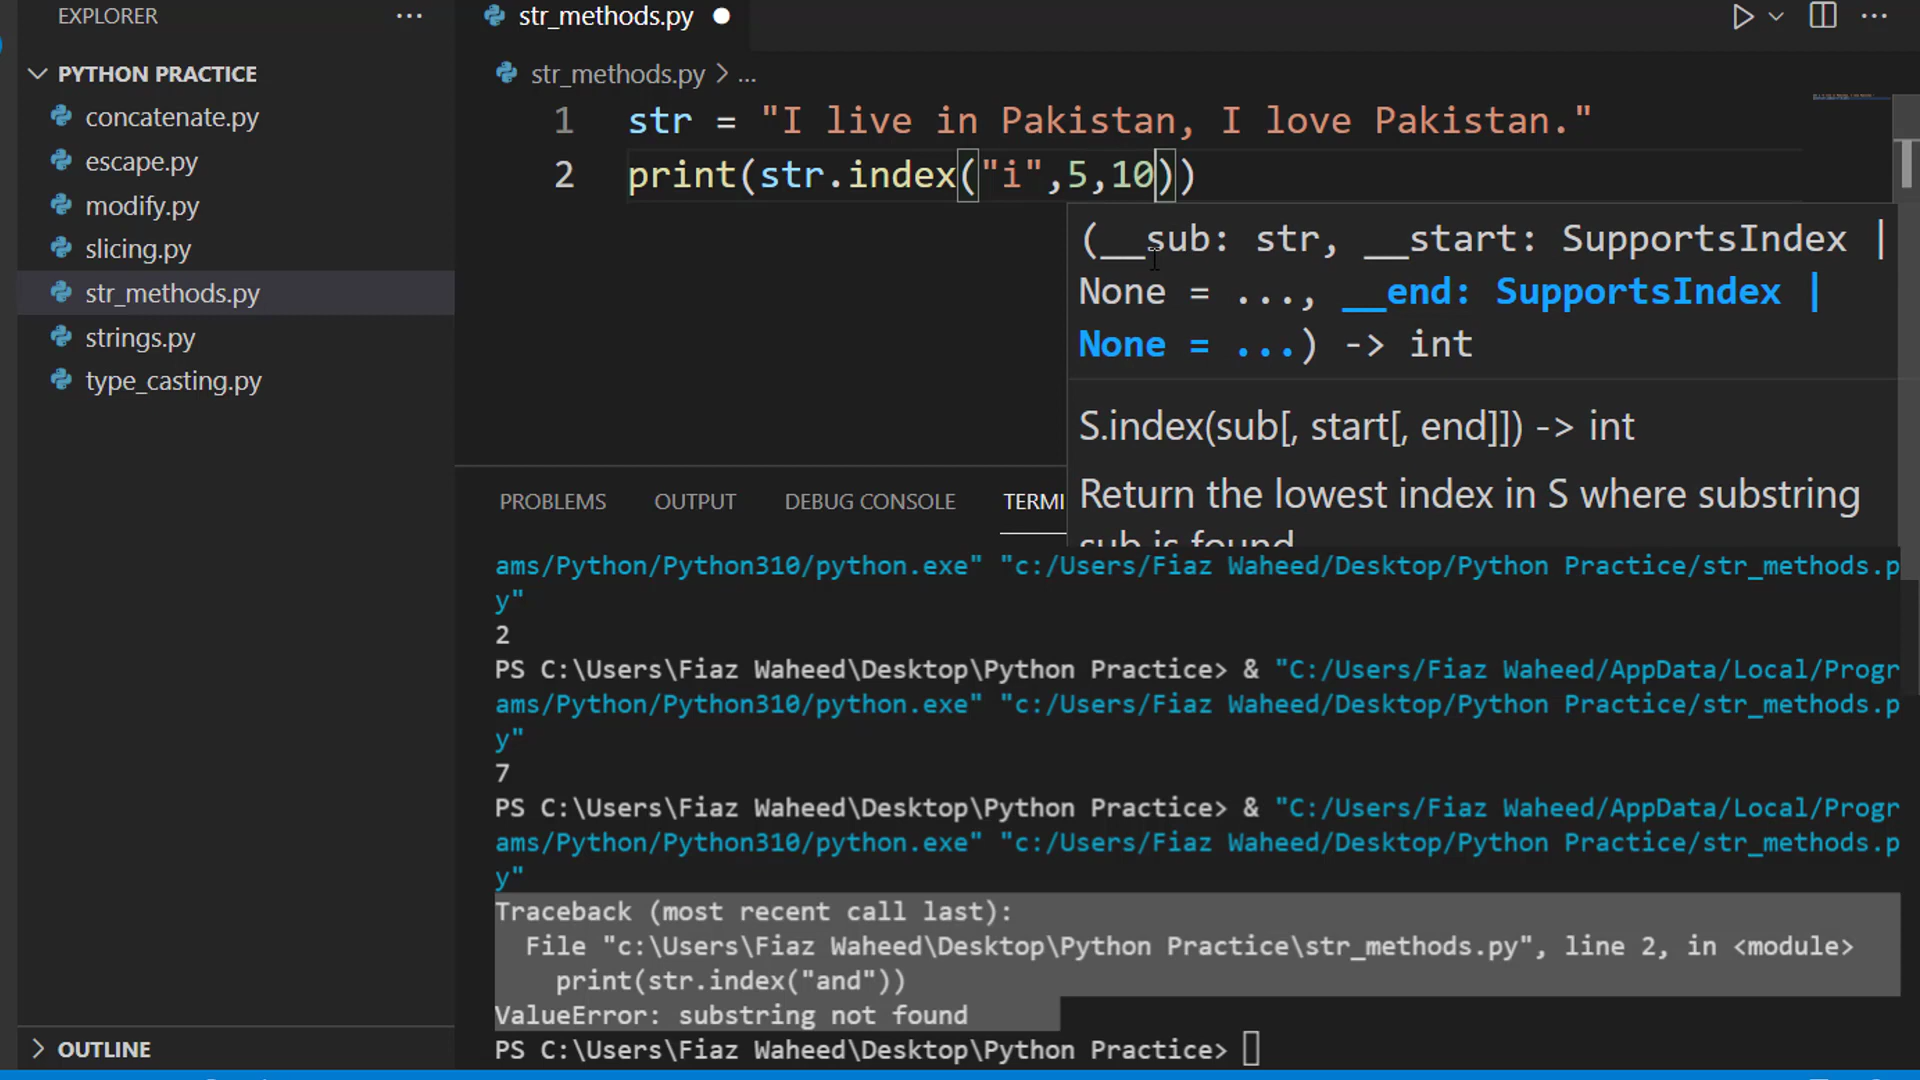 EXPLORER
...
PYTHON PRACTICE
concatenate.py
escape.py
modify.py
slicing.py
str_methods.py
strings.py
type_casting.py
OUTLINE
str_methods.py
str_methods.py > ...
1 str = "I live in Pakistan, I love Pakistan."
2 print(str.index("i",5,10))
(__sub: str, __start: SupportsIndex |
None = ..., __end: SupportsIndex |
None = ...) -> int
S.index(sub[, start[, end]]) -> int
Return the lowest index in S where substring
sub is found
PROBLEMS OUTPUT DEBUG CONSOLE TERMI
ams/Python/Python310/python.exe" "c:/Users/Fiaz Waheed/Desktop/Python Practice/str_methods.p
y"
2
PS C:\Users\Fiaz Waheed\Desktop\Python Practice> & "C:/Users/Fiaz Waheed/AppData/Local/Progr
ams/Python/Python310/python.exe" "c:/Users/Fiaz Waheed/Desktop/Python Practice/str_methods.p
y"
7
PS C:\Users\Fiaz Waheed\Desktop\Python Practice> & "C:/Users/Fiaz Waheed/AppData/Local/Progr
ams/Python/Python310/python.exe" "c:/Users/Fiaz Waheed/Desktop/Python Practice/str_methods.p
y"
Traceback (most recent call last):
  File "c:\Users\Fiaz Waheed\Desktop\Python Practice\str_methods.py", line 2, in <module>
    print(str.index("and"))
ValueError: substring not found
PS C:\Users\Fiaz Waheed\Desktop\Python Practice>